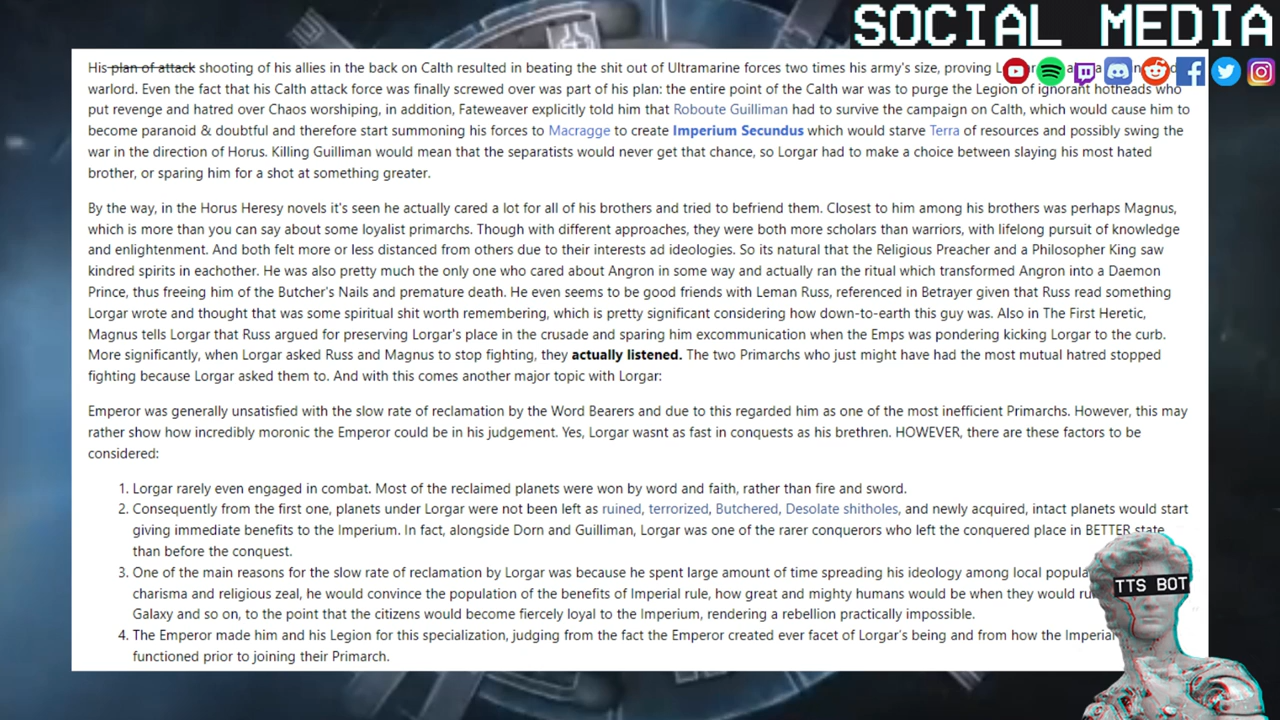 SOCIAL MEDIA
His plan of attack shooting of his allies in the back on Calth resulted in beating the shit out of Ultramarine forces two times his army's size, proving
warlord. Even the fact that his Calth attack force was finally screwed over was part of his plan: the entire point of the Calth war was to purge the Legion of ignorant hotheads who
put revenge and hatred over Chaos worshiping, in addition, Fateweaver explicitly told him that Roboute Guilliman had to survive the campaign on Calth, which would cause him to
become paranoid & doubtful and therefore start summoning his forces to Macragge to create Imperium Secundus which would starve Terra of resources and possibly swing the
war in the direction of Horus. Killing Guilliman would mean that the separatists would never get that chance, so Lorgar had to make a choice between slaying his most hated
brother, or sparing him for a shot at something greater.
By the way, in the Horus Heresy novels it's seen he actually cared a lot for all of his brothers and tried to befriend them. Closest to him among his brothers was perhaps Magnus,
which is more than you can say about some loyalist primarchs. Though with different approaches, they were both more scholars than warriors, with lifelong pursuit of knowledge
and enlightenment. And both felt more or less distanced from others due to their interests ad ideologies. So its natural that the Religious Preacher and a Philosopher King saw
kindred spirits in eachother. He was also pretty much the only one who cared about Angron in some way and actually ran the ritual which transformed Angron into a Daemon
Prince, thus freeing him of the Butcher's Nails and premature death. He even seems to be good friends with Leman Russ, referenced in Betrayer given that Russ read something
Lorgar wrote and thought that was some spiritual shit worth remembering, which is pretty significant considering how down-to-earth this guy was. Also in The First Heretic,
Magnus tells Lorgar that Russ argued for preserving Lorgar's place in the crusade and sparing him excommunication when the Emps was pondering kicking Lorgar to the curb.
More significantly, when Lorgar asked Russ and Magnus to stop fighting, they actually listened. The two Primarchs who just might have had the most mutual hatred stopped
fighting because Lorgar asked them to. And with this comes another major topic with Lorgar:
Emperor was generally unsatisfied with the slow rate of reclamation by the Word Bearers and due to this regarded him as one of the most inefficient Primarchs. However, this may
rather show how incredibly moronic the Emperor could be in his judgement. Yes, Lorgar wasnt as fast in conquests as his brethren. HOWEVER, there are these factors to be
considered:
1. Lorgar rarely even engaged in combat. Most of the reclaimed planets were won by word and faith, rather than fire and sword.
2. Consequently from the first one, planets under Lorgar were not been left as ruined, terrorized, Butchered, Desolate shitholes, and newly acquired, intact planets would start
giving immediate benefits to the Imperium. In fact, alongside Dorn and Guilliman, Lorgar was one of the rarer conquerors who left the conquered place in BETTER state
than before the conquest.
3. One of the main reasons for the slow rate of reclamation by Lorgar was because he spent large amount of time spreading his ideology among local
charisma and religious zeal, he would convince the population of the benefits of Imperial rule, how great and mighty humans would be when they would
Galaxy and so on, to the point that the citizens would become fiercely loyal to the Imperium, rendering a rebellion practically impossible.
4. The Emperor made him and his Legion for this specialization, judging from the fact the Emperor created ever facet of Lorgar's being and from how the
functioned prior to joining their Primarch.
TTS BOT